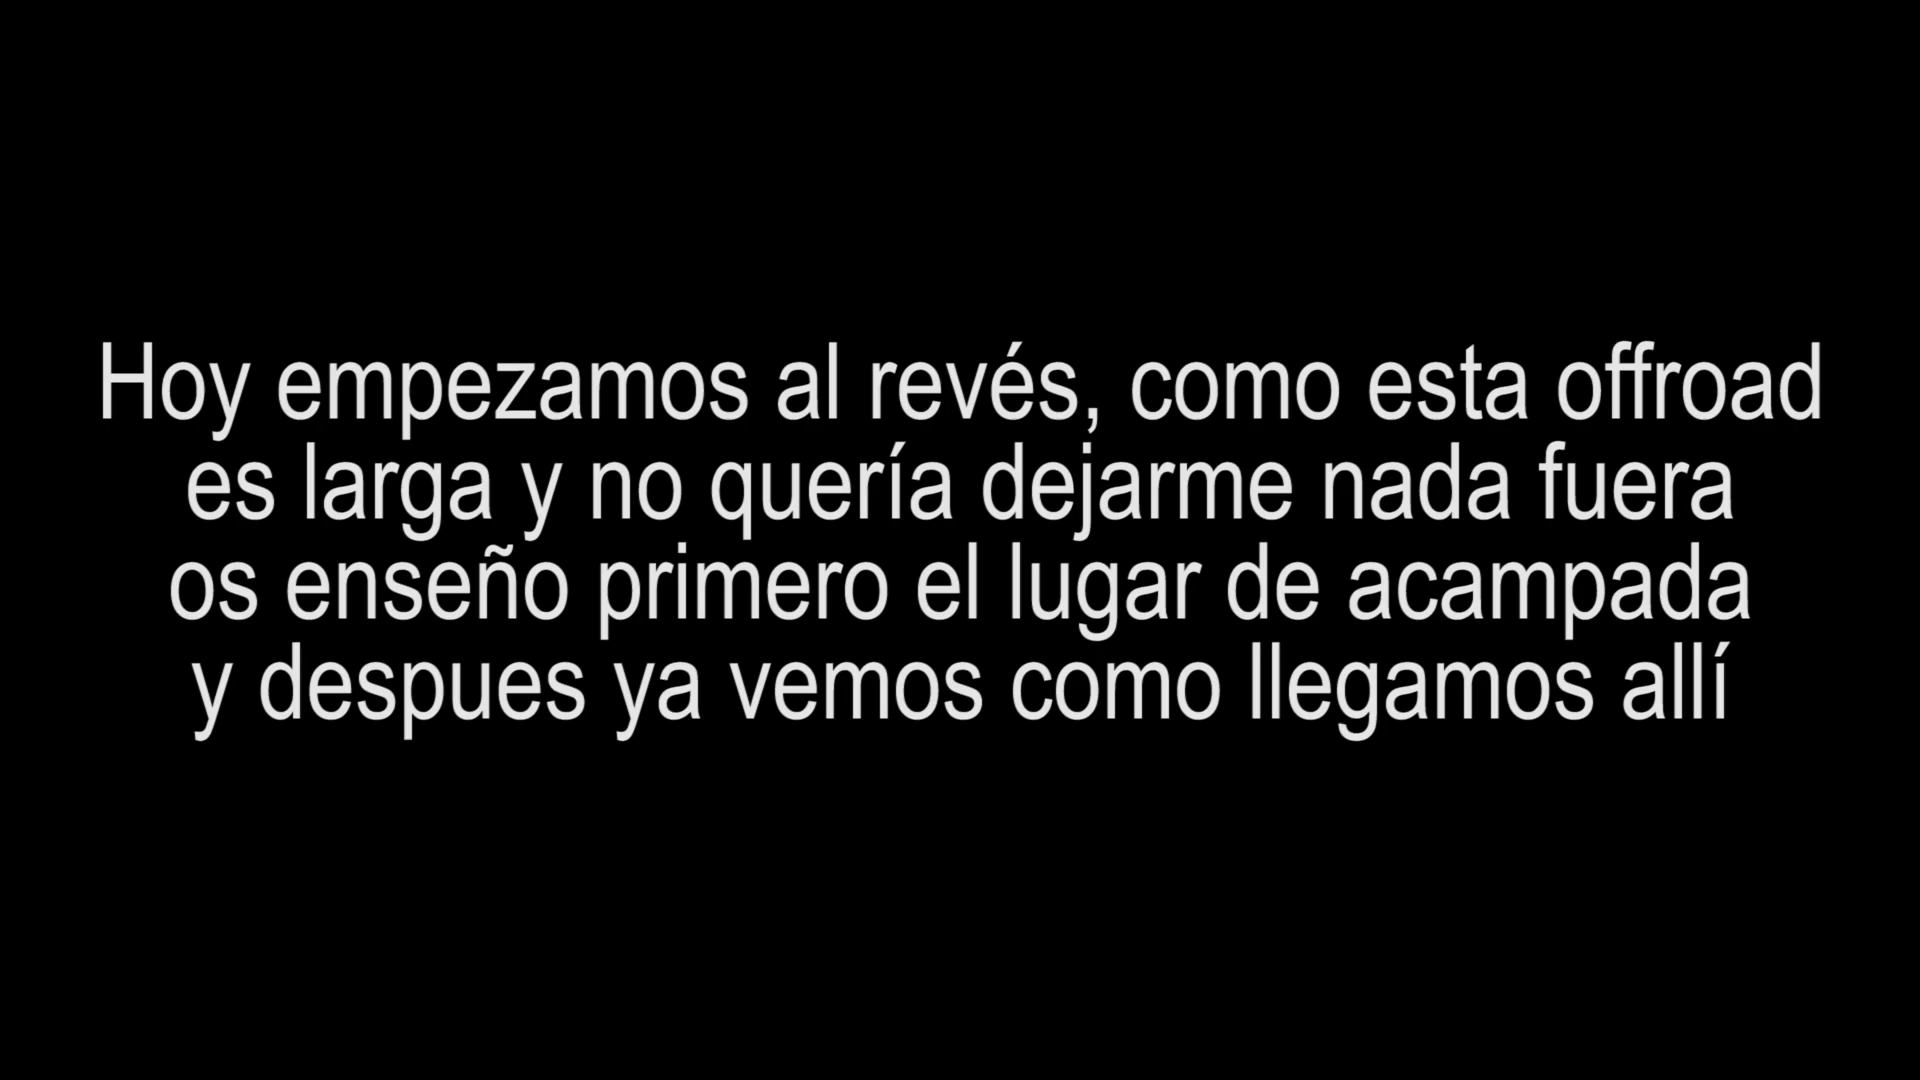 Hoy empezamos al revés, como esta offroad
es larga y no quería dejarme nada fuera
os enseño primero el lugar de acampada
y despues ya vemos como llegamos allí